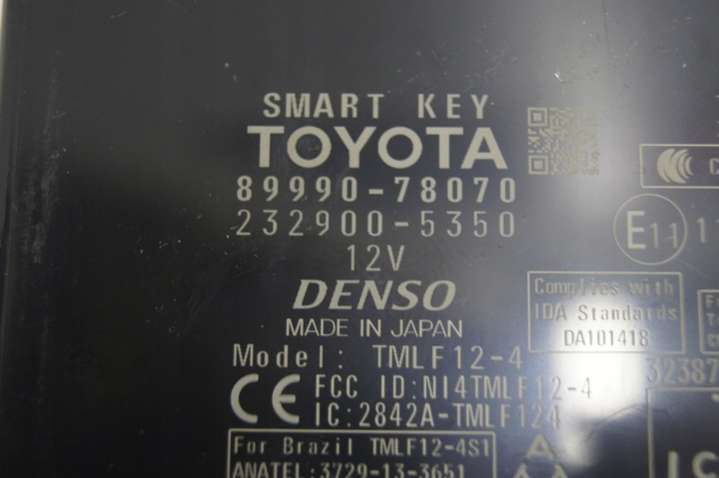 SMART KEY
TOYOTA
89990-78070
232900-5350
12V
DENSO
MADE IN JAPAN
Model: TMLF12-4
CE
FCC ID:NI4TMLF12-4
IC:2842A-TMLF124
For Brazil TMLF12-4S1
ANATEL:3729-13-3651
E11
Complies with
IDA Standards
DA101418
32387